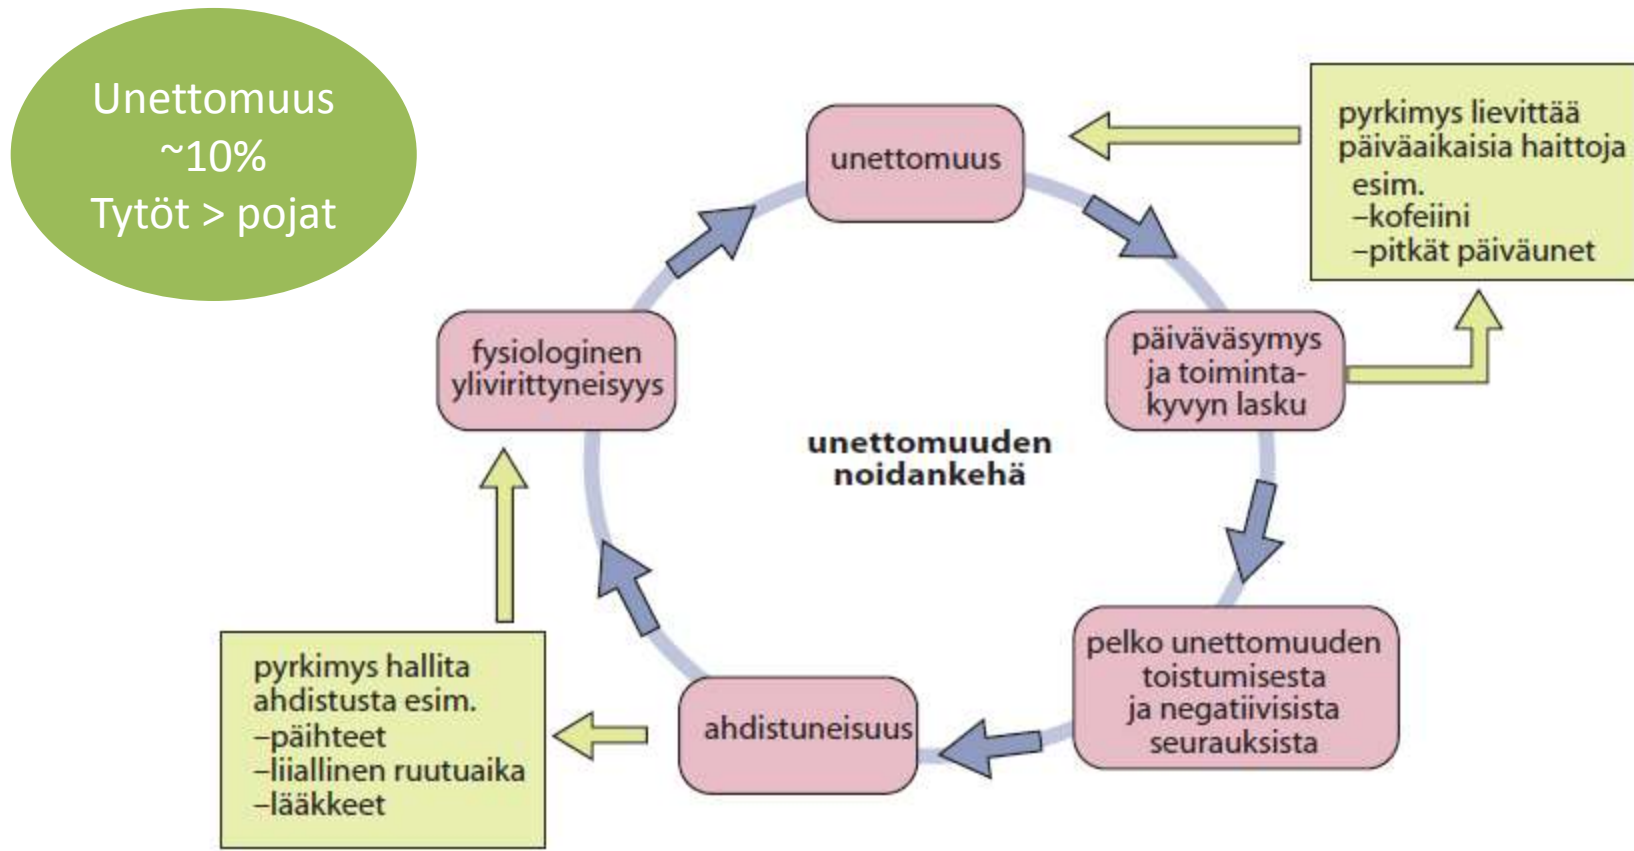 Unettomuus
~10%
Tytöt > pojat
unettomuus
pyrkimys lievittää
päiväaikaisia haittoja
esim.
–kofeiini
–pitkät päiväunet
fysiologinen
ylivirittyneisyys
päiväväsymys
ja toiminta-
kyvyn lasku
unettomuuden
noidankehä
pelko unettomuuden
toistumisesta
ja negatiivisista
seurauksista
ahdistuneisuus
pyrkimys hallita
ahdistusta esim.
–päihteet
–liiallinen ruutuaika
–lääkkeet